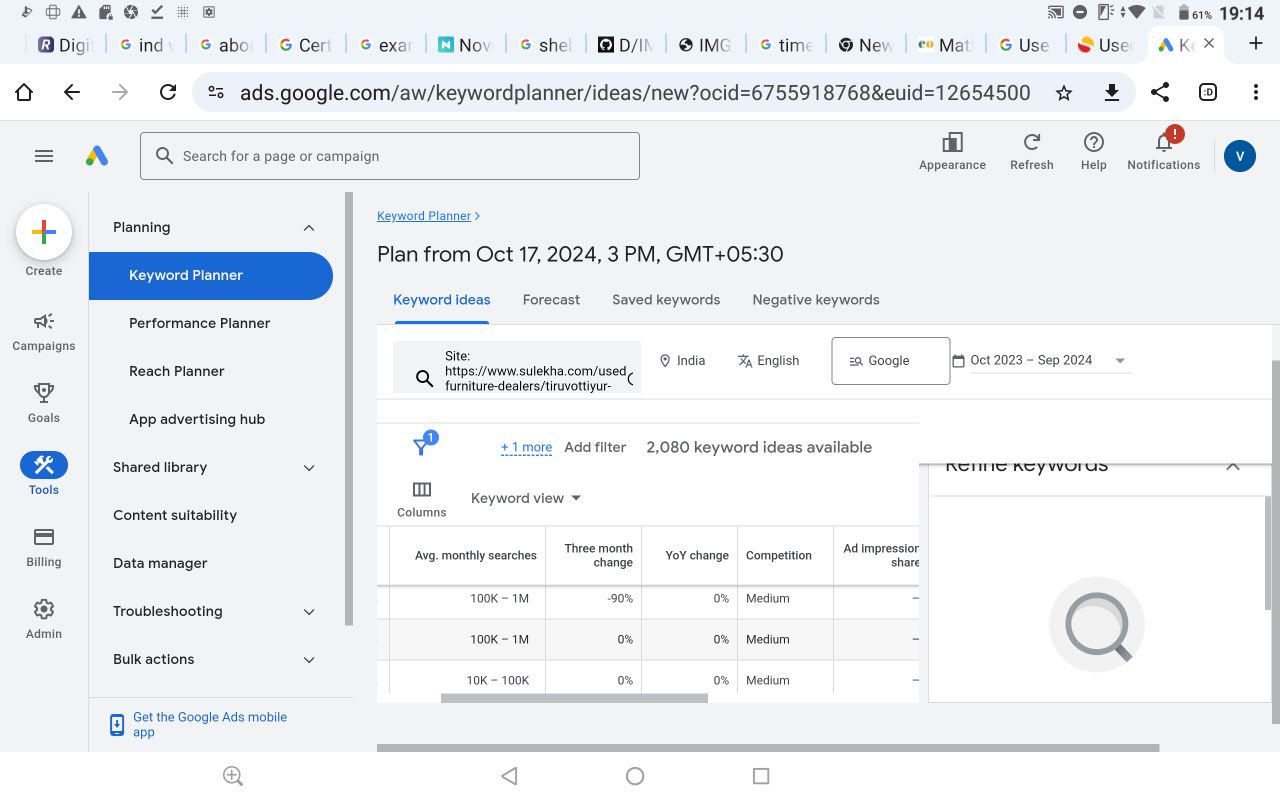 61% 19:14
Digi
ind v
abo
Cert
exar
Nov
sheb
D/IM
IMG
time
New
Mat
Use
Used
Ke
ads.google.com/aw/keywordplanner/ideas/new?ocid=6755918768&euid=12654500
:D
Search for a page or campaign
Appearance
Refresh
Help
Notifications
V
Create
Campaigns
Goals
Tools
Billing
Admin
Planning
Keyword Planner
Performance Planner
Reach Planner
App advertising hub
Shared library
Content suitability
Data manager
Troubleshooting
Bulk actions
Get the Google Ads mobile
app
Keyword Planner
Plan from Oct 17, 2024, 3 PM, GMT+05:30
Keyword ideas Forecast Saved keywords Negative keywords
Site:
https://www.sulekha.com/used
furniture-dealers/tiruvottiyur-
India
English
Google
Oct 2023 – Sep 2024
1
+ 1 more Add filter 2,080 keyword ideas available
Columns
Keyword view
Refine keywords
Avg. monthly searches Three month change YoY change Competition Ad impression share
100K – 1M -90% 0% Medium –
100K – 1M 0% 0% Medium –
10K – 100K 0% 0% Medium –